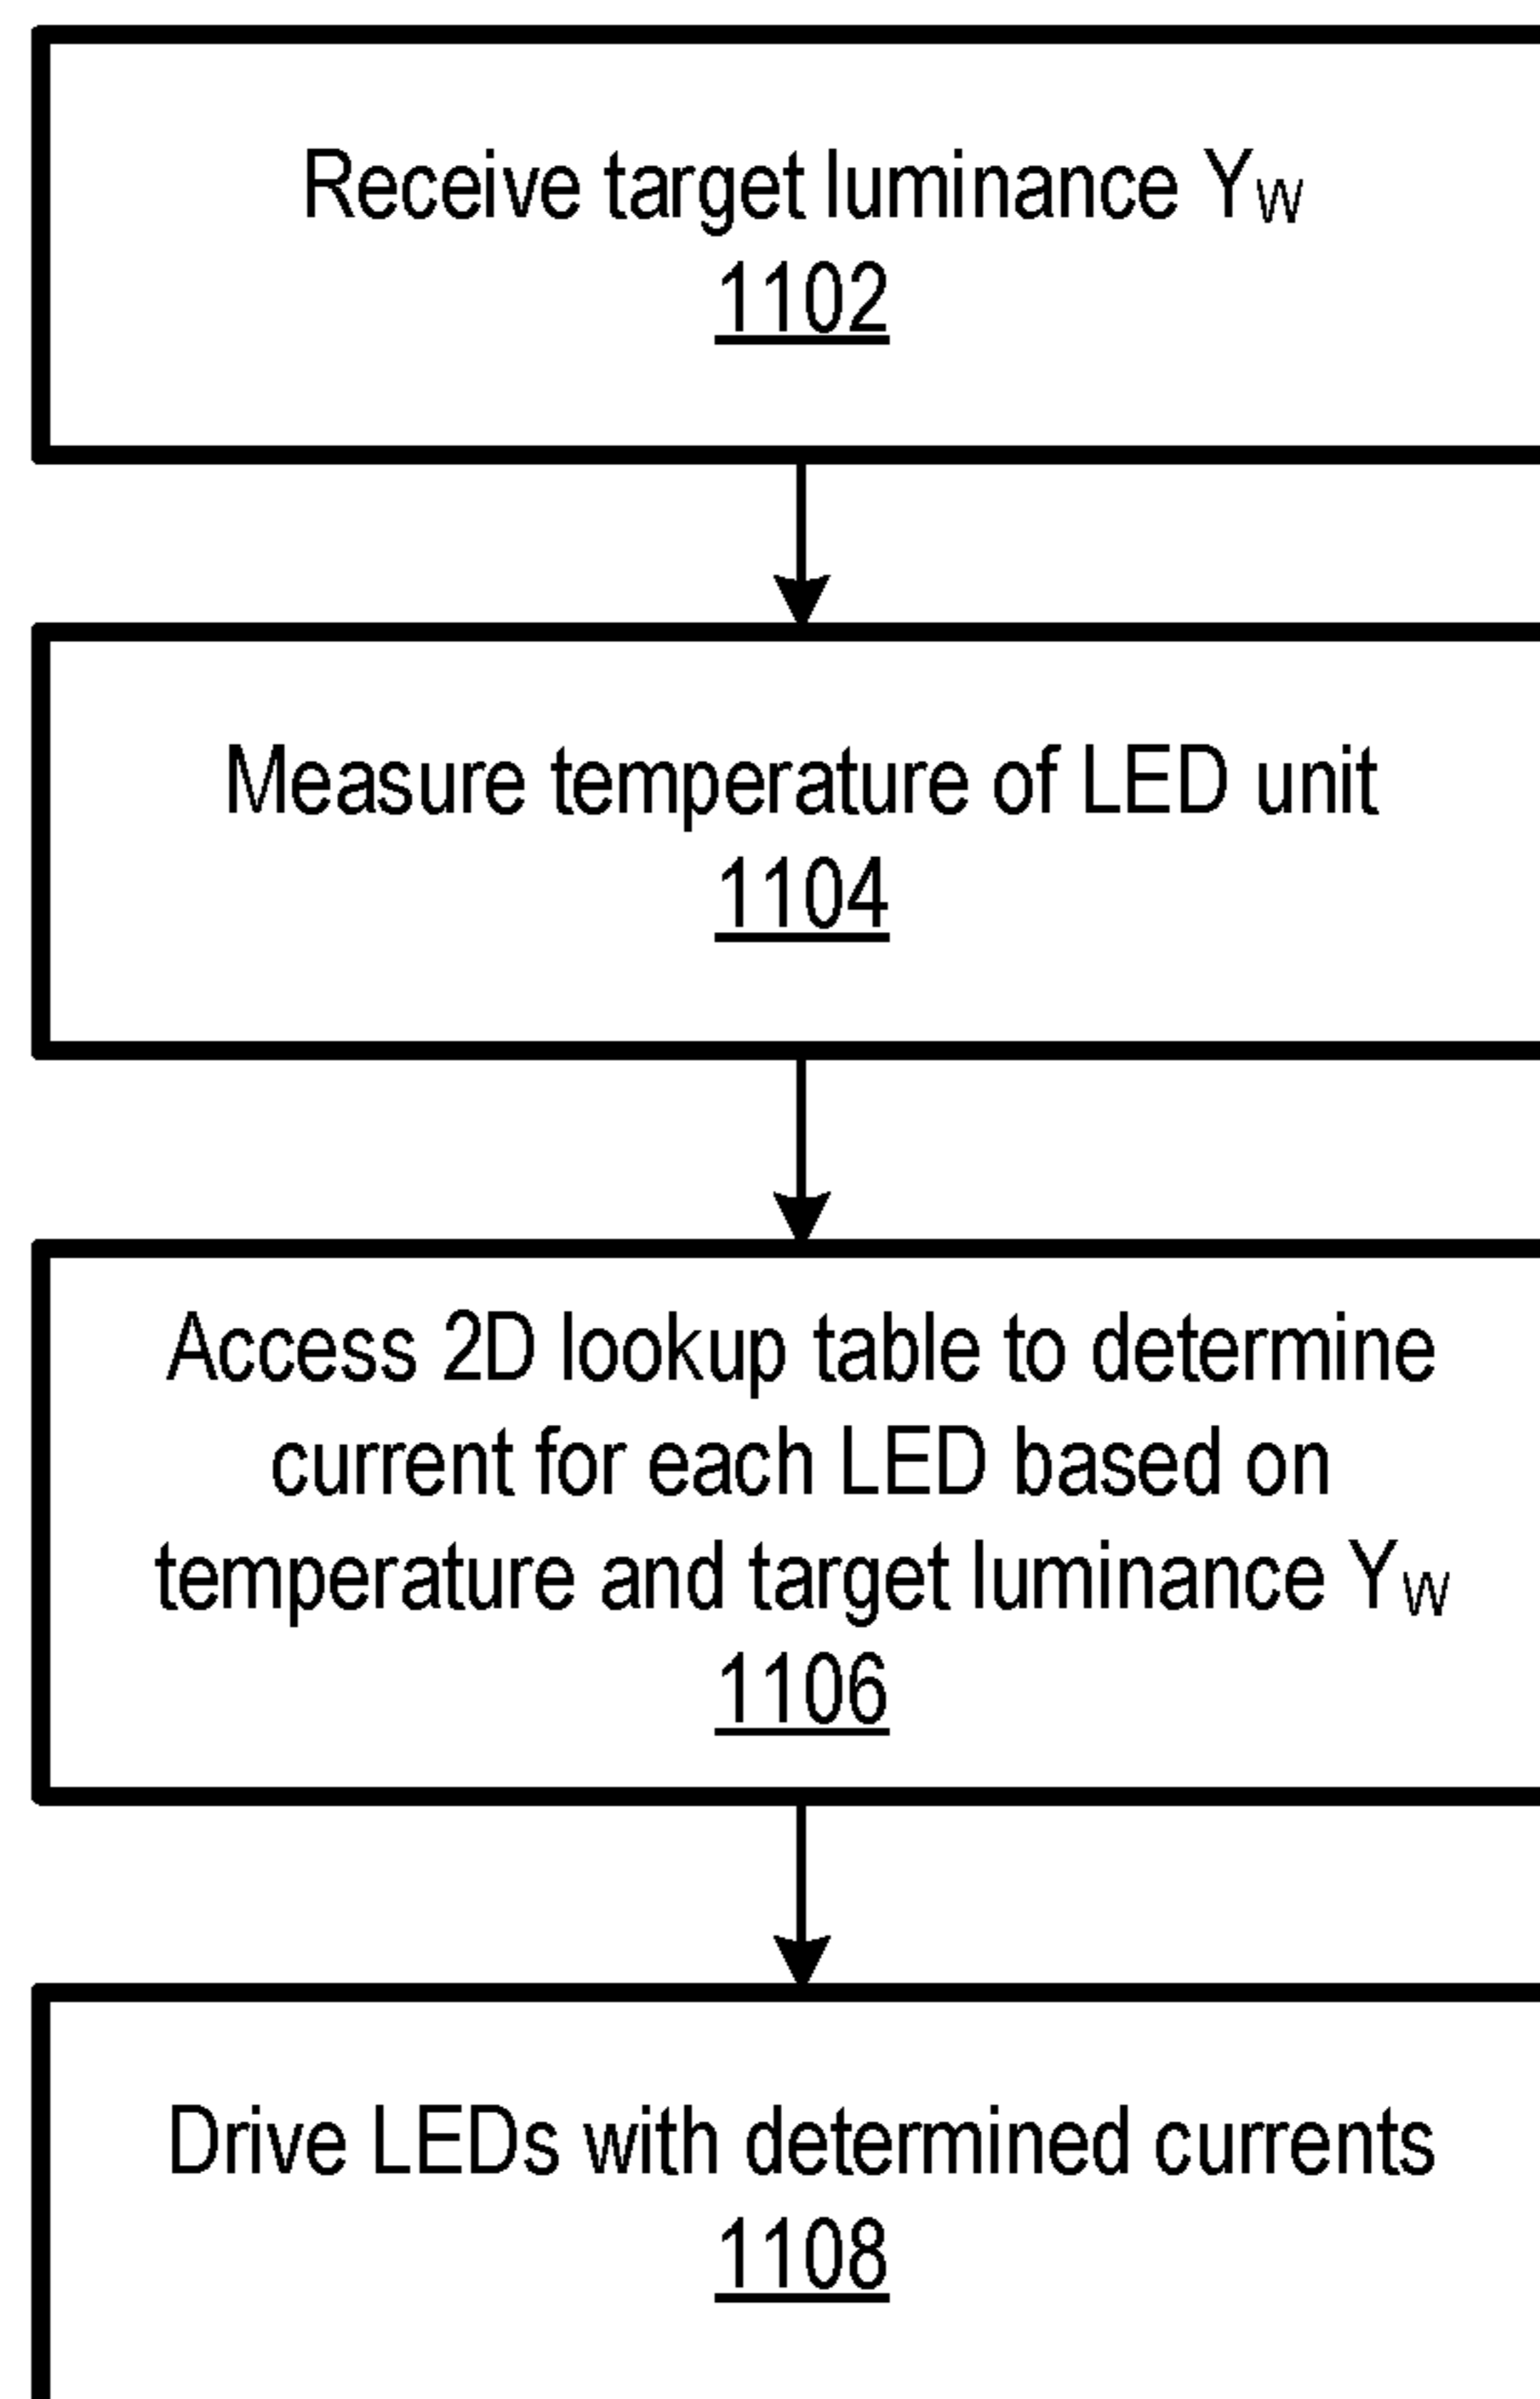 Receive target luminance Yw
1102
Measure temperature of LED unit
1104
Access 2D lookup table to determine
current for each LED based on
temperature and target luminance Yw
1106
Drive LEDs with determined currents
1108